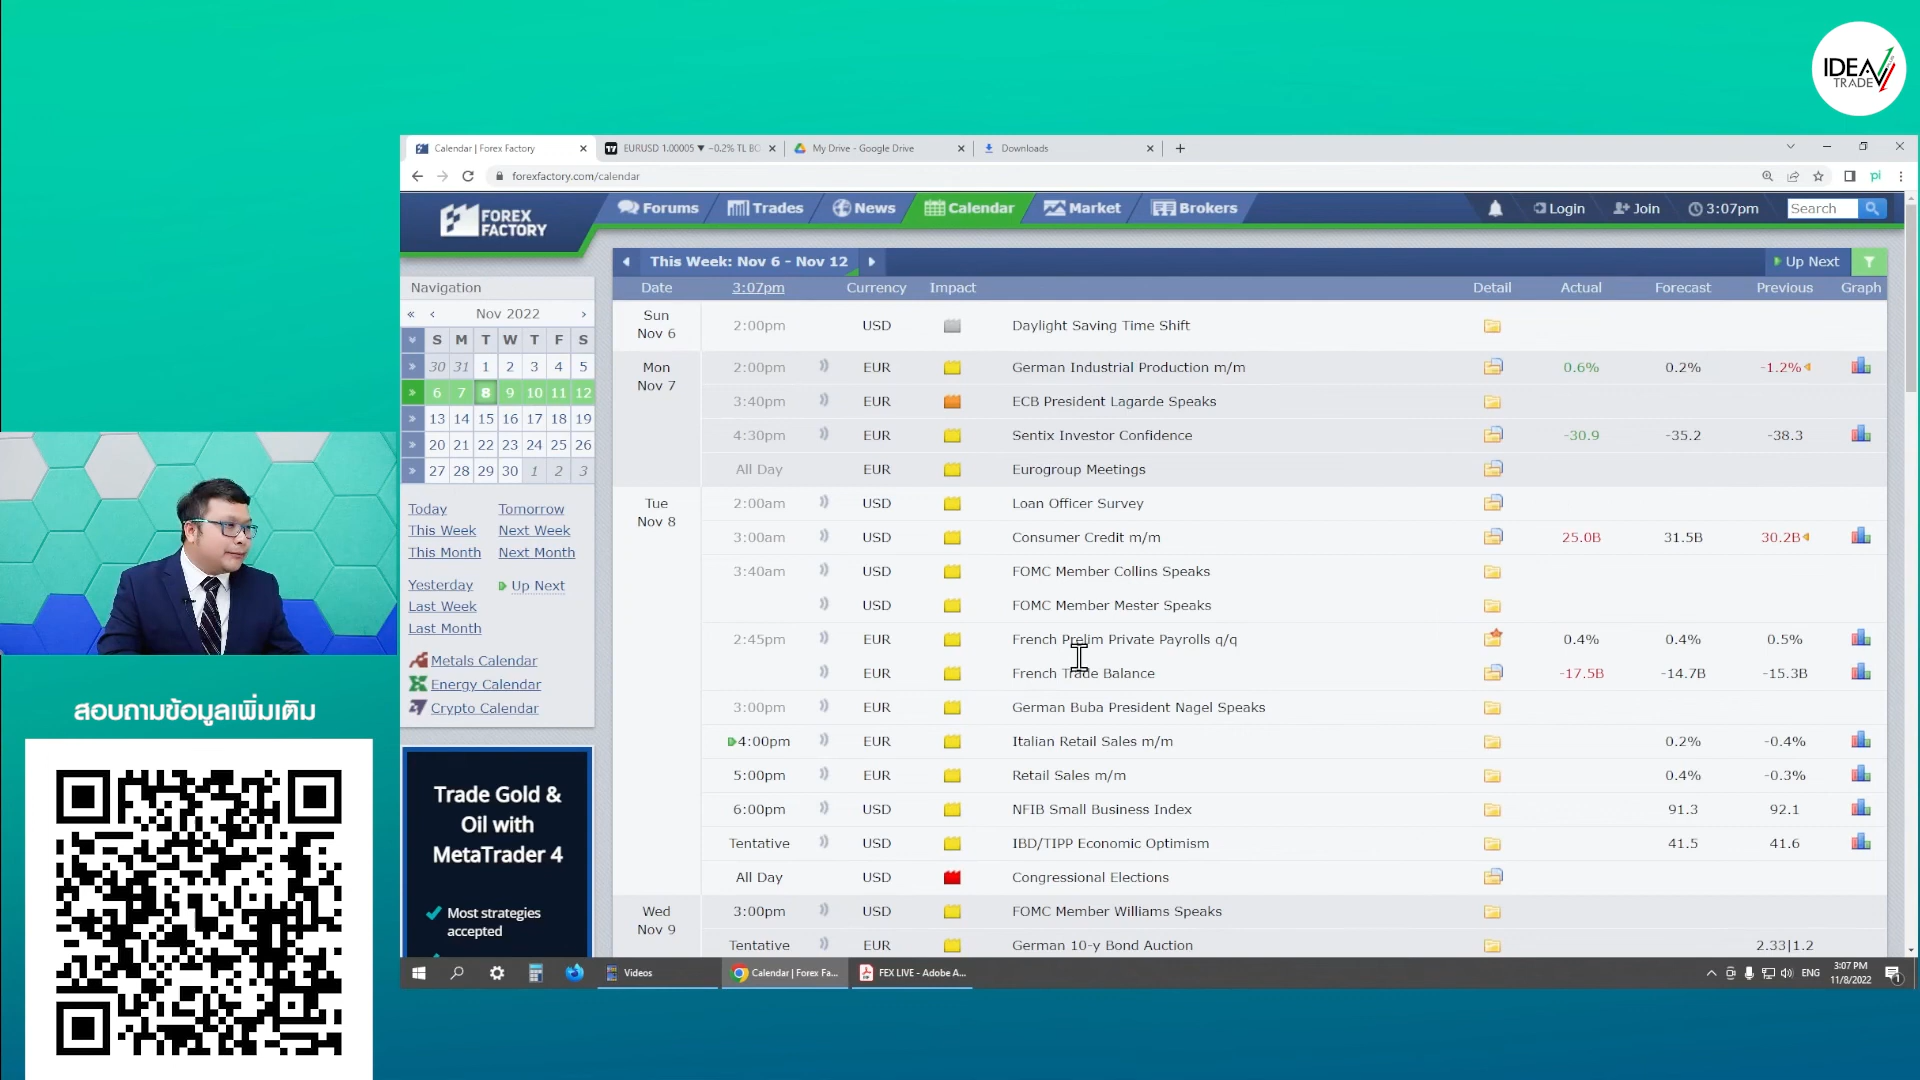 IDEA
TRADE
Calendar | Forex Factory
EURUSD 1.00005 ▼ −0.2% TL BO
My Drive - Google Drive
Downloads
forexfactory.com/calendar
pi
FOREX
FACTORY
Forums
Trades
News
Calendar
Market
Brokers
Login
Join
3:07pm
Search
Navigation
Nov 2022
S M T W T F S
30 31 1 2 3 4 5
6 7 8 9 10 11 12
13 14 15 16 17 18 19
20 21 22 23 24 25 26
27 28 29 30 1 2 3
Today Tomorrow
This Week Next Week
This Month Next Month
Yesterday Up Next
Last Week
Last Month
Metals Calendar
Energy Calendar
Crypto Calendar
Trade Gold &
Oil with
MetaTrader 4
Most strategies
accepted
This Week: Nov 6 - Nov 12
Up Next
Date 3:07pm Currency Impact Detail Actual Forecast Previous Graph
Sun
Nov 6
2:00pm USD Daylight Saving Time Shift
Mon
Nov 7
2:00pm EUR German Industrial Production m/m 0.6% 0.2% -1.2%
3:40pm EUR ECB President Lagarde Speaks
4:30pm EUR Sentix Investor Confidence -30.9 -35.2 -38.3
All Day EUR Eurogroup Meetings
Tue
Nov 8
2:00am USD Loan Officer Survey
3:00am USD Consumer Credit m/m 25.0B 31.5B 30.2B
3:40am USD FOMC Member Collins Speaks
USD FOMC Member Mester Speaks
2:45pm EUR French Prelim Private Payrolls q/q 0.4% 0.4% 0.5%
EUR French Trade Balance -17.5B -14.7B -15.3B
3:00pm EUR German Buba President Nagel Speaks
4:00pm EUR Italian Retail Sales m/m 0.2% -0.4%
5:00pm EUR Retail Sales m/m 0.4% -0.3%
6:00pm USD NFIB Small Business Index 91.3 92.1
Tentative USD IBD/TIPP Economic Optimism 41.5 41.6
All Day USD Congressional Elections
Wed
Nov 9
3:00pm USD FOMC Member Williams Speaks
Tentative EUR German 10-y Bond Auction 2.33|1.2
สอบถามข้อมูลเพิ่มเติม
Videos
Calendar | Forex Fa...
FEX LIVE - Adobe A...
ENG
3:07 PM
11/8/2022
1